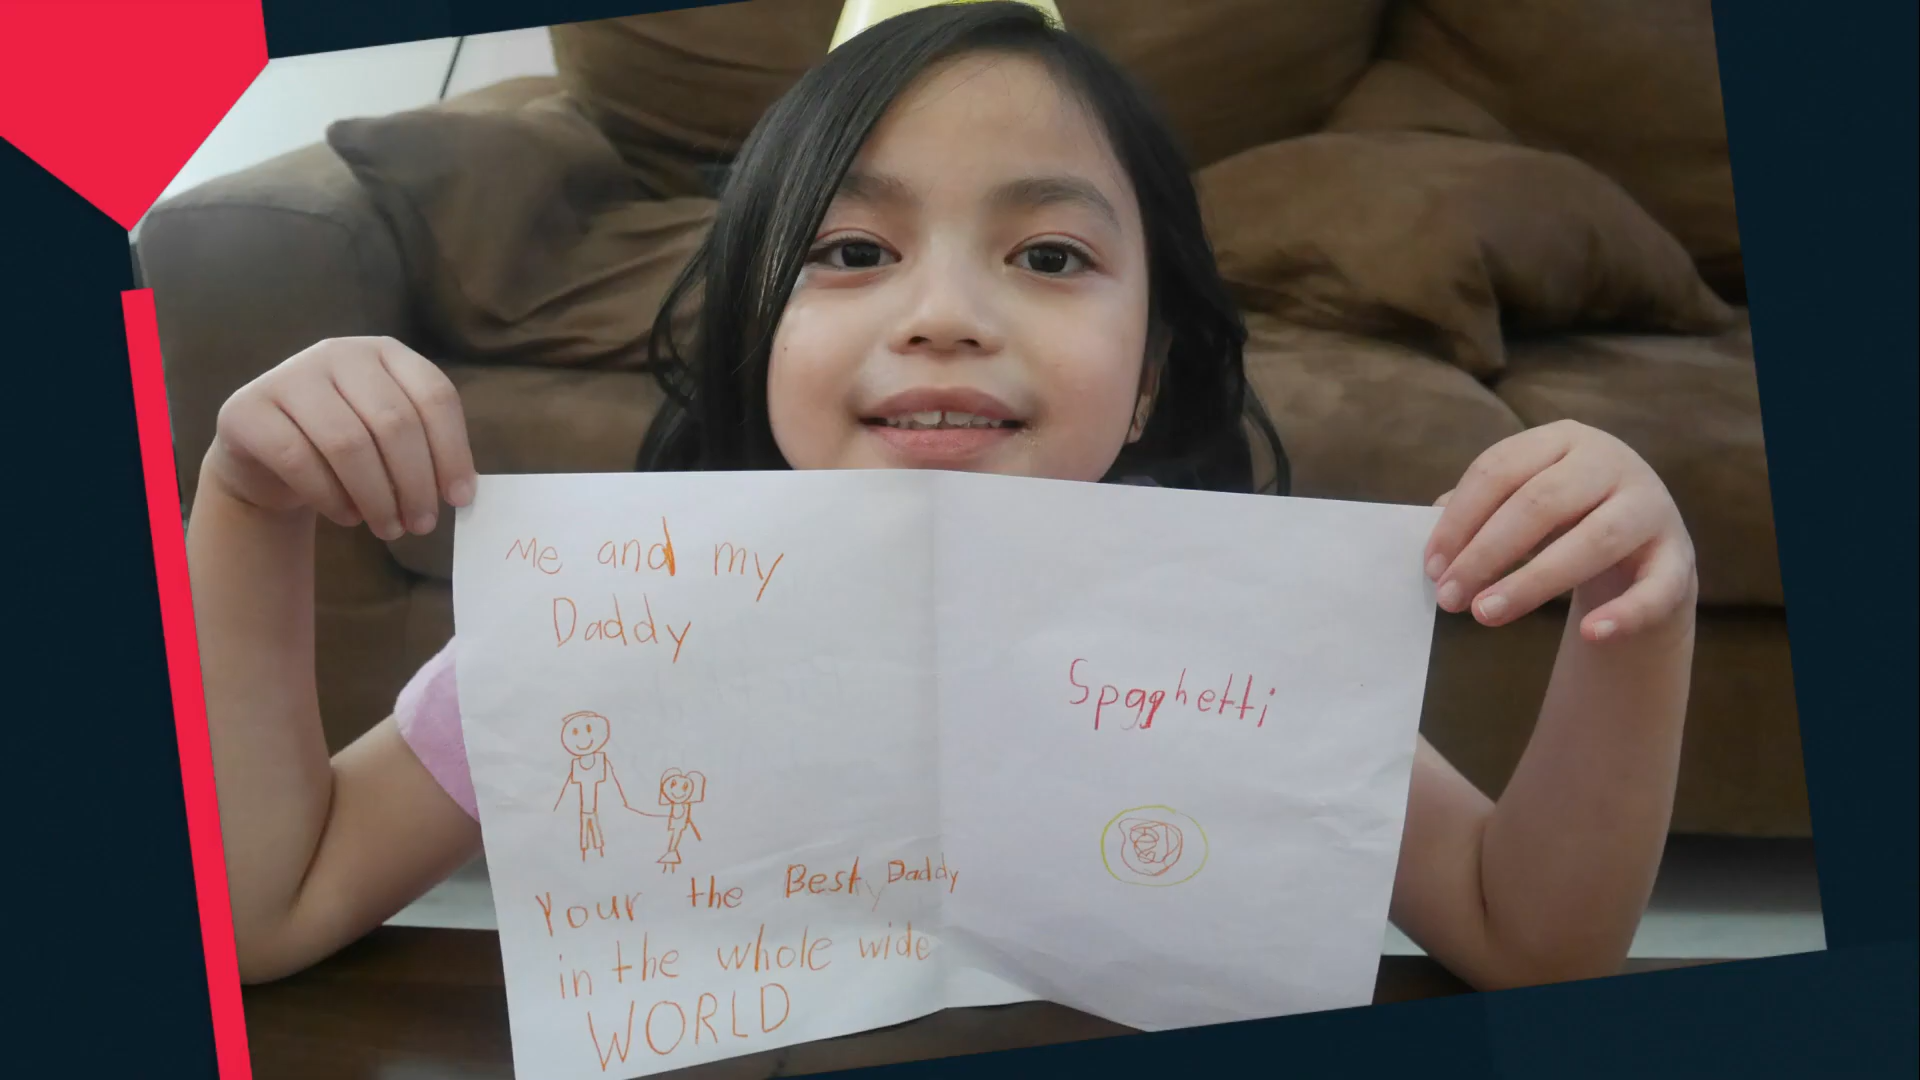 Me and my
Daddy
Your the Best Daddy
in the whole wide
WORLD
Spgghetti